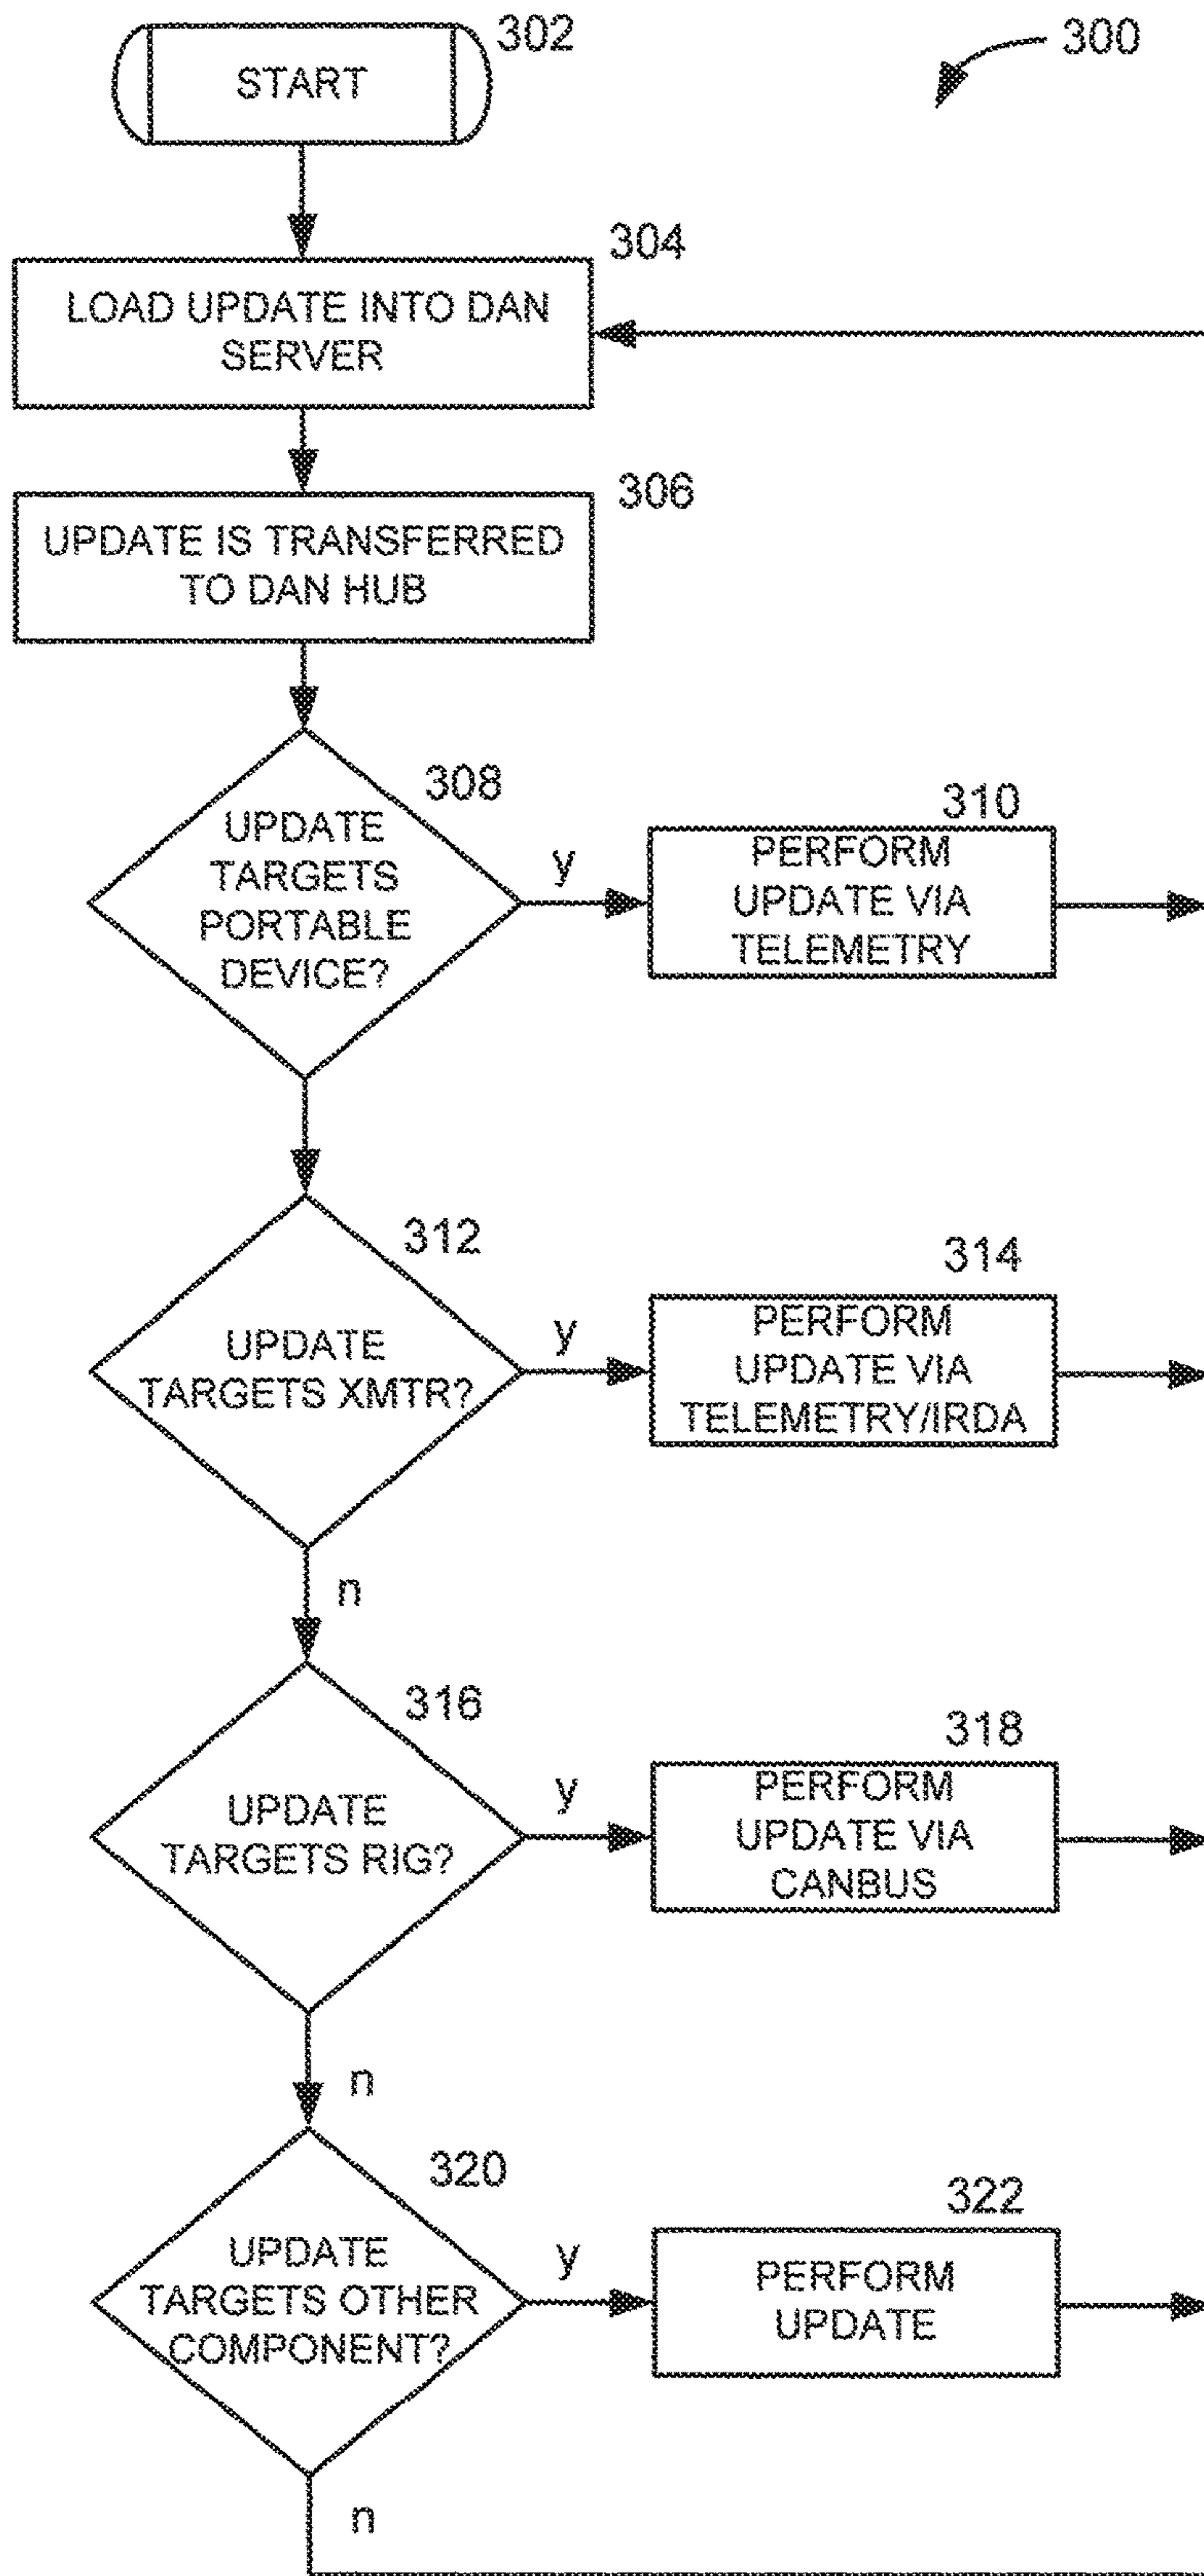 302
300
START
304
LOAD UPDATE INTO DAN
SERVER
306
UPDATE IS TRANSFERRED
TO DAN HUB
308
UPDATE
TARGETS
PORTABLE
DEVICE?
y
310
PERFORM
UPDATE VIA
TELEMETRY
312
UPDATE
TARGETS XMTR?
y
314
PERFORM
UPDATE VIA
TELEMETRY/IRDA
n
316
UPDATE
TARGETS RIG?
y
318
PERFORM
UPDATE VIA
CANBUS
n
320
UPDATE
TARGETS OTHER
COMPONENT?
y
322
PERFORM
UPDATE
n